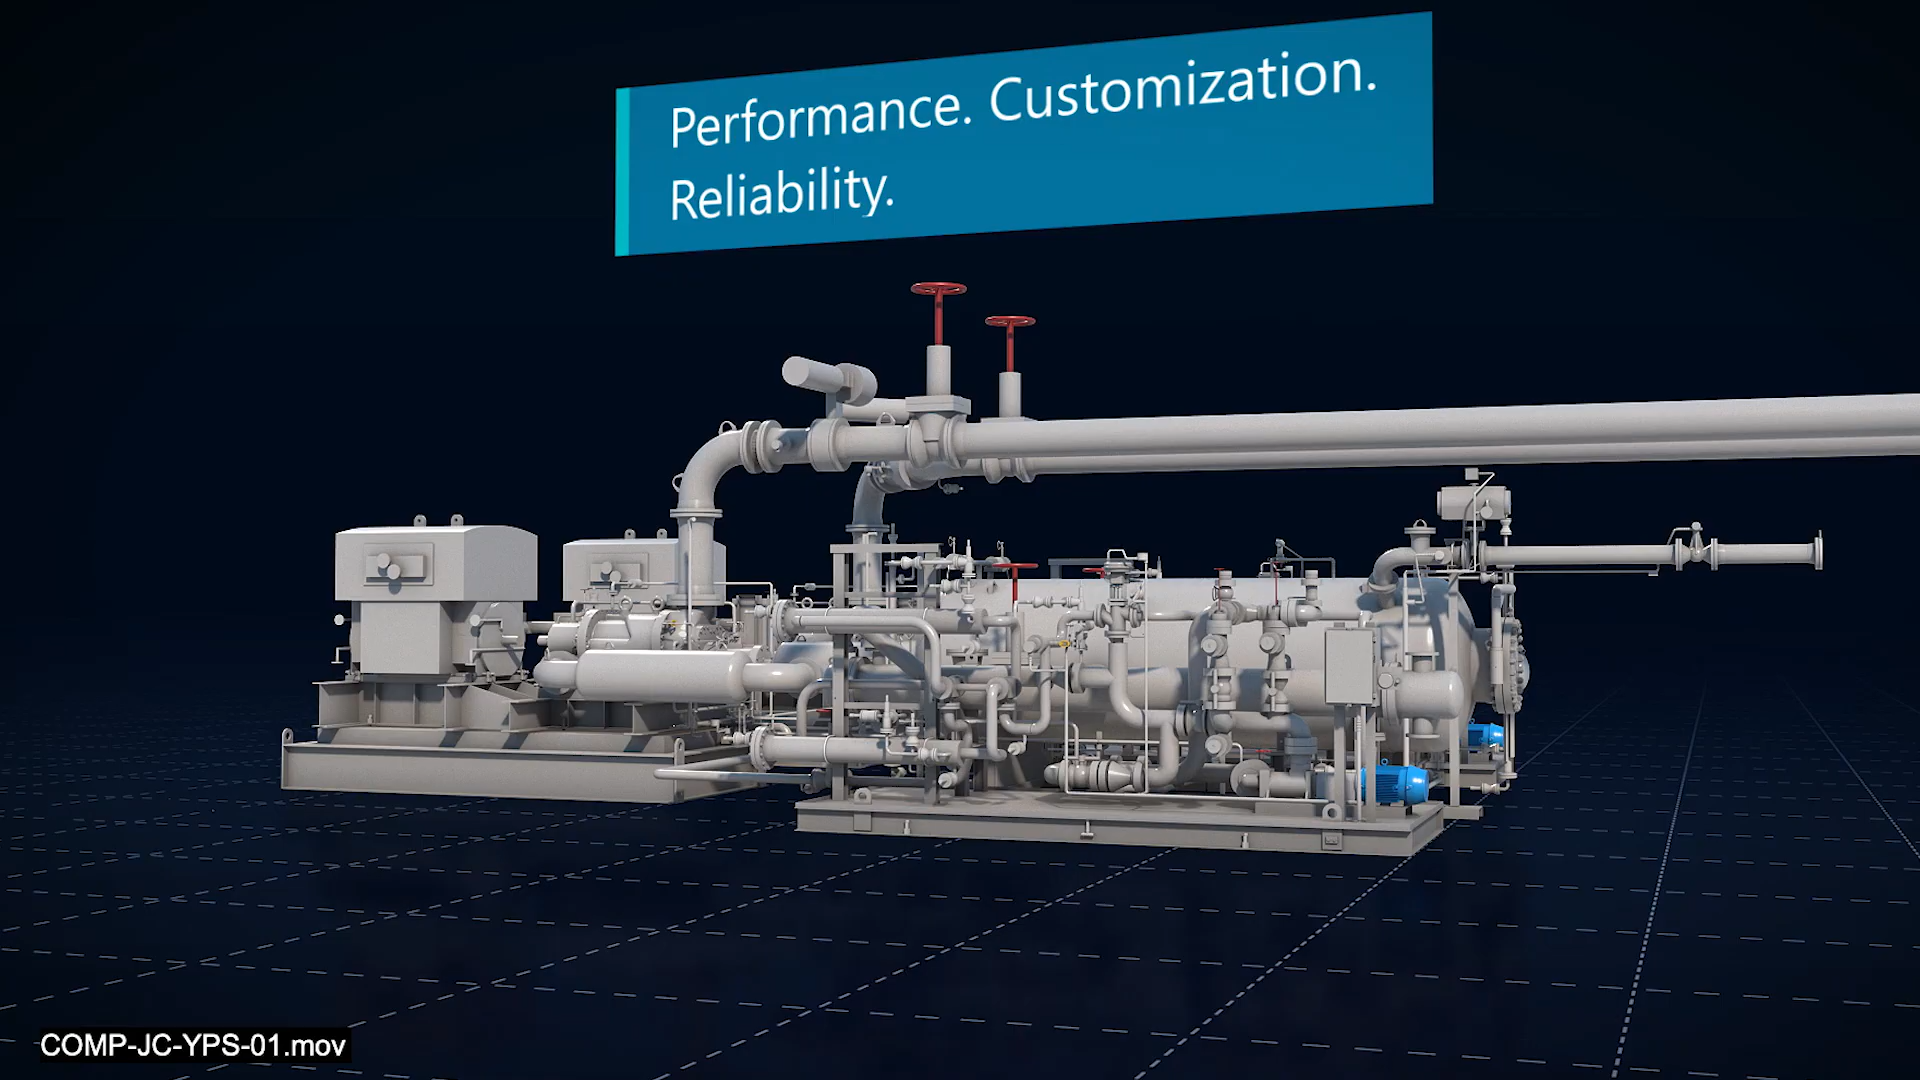 Performance. Customization.
Reliability.
COMP-JC-YPS-01.mov